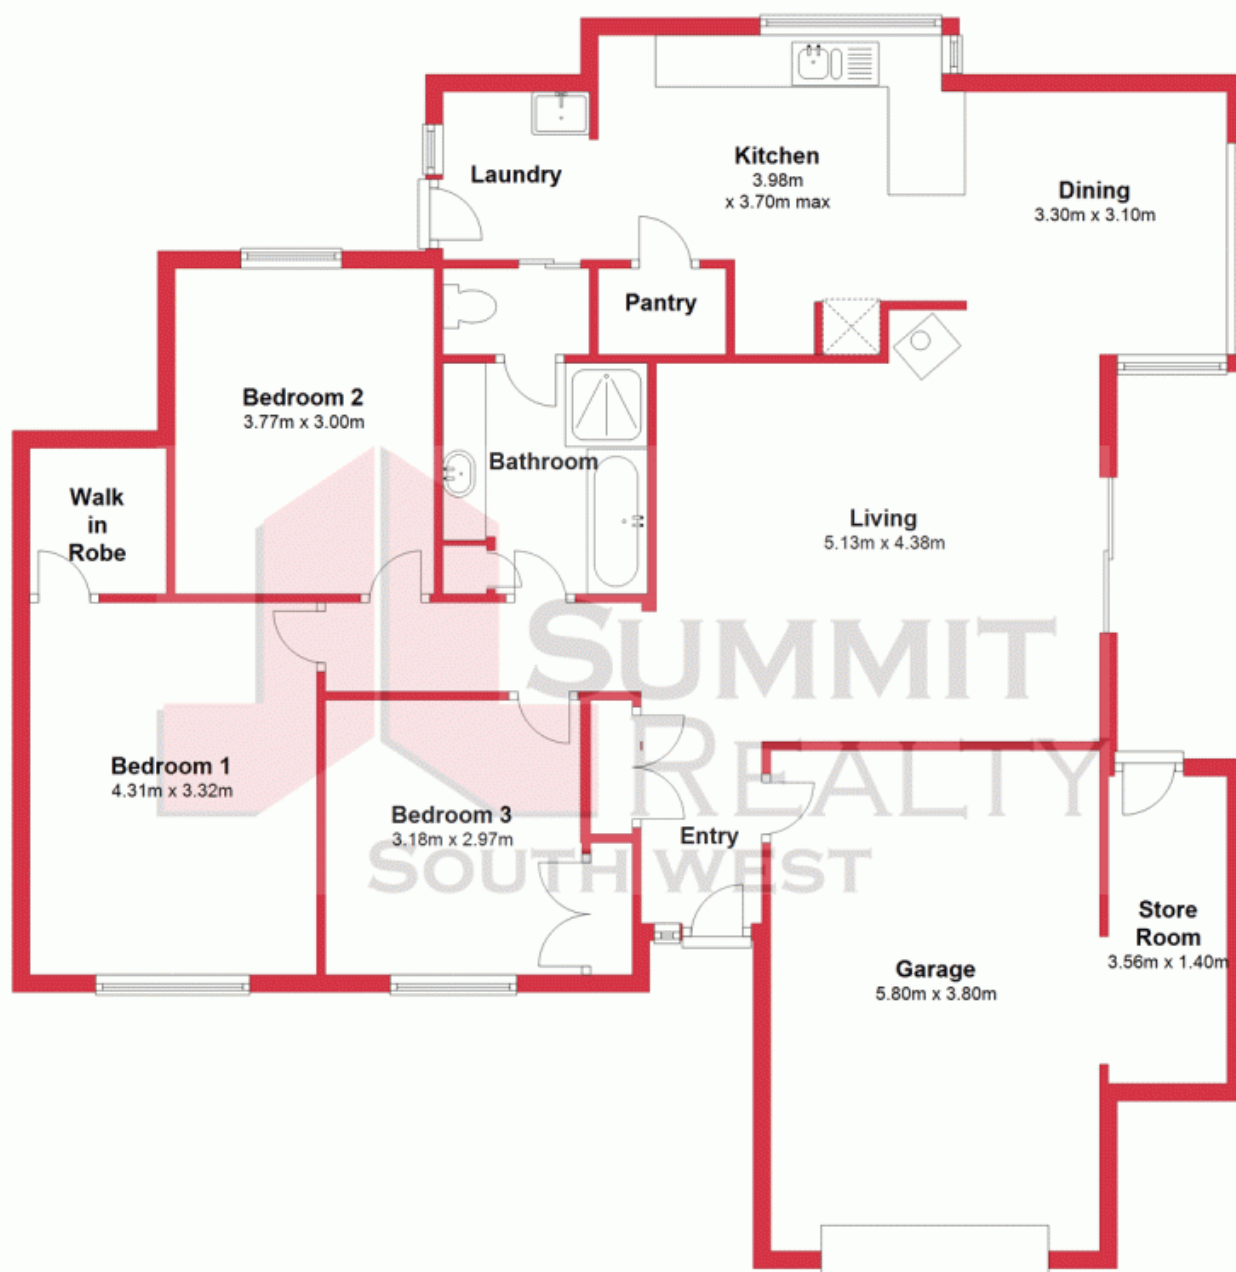 Kitchen
3.98m
x 3.70m max
Laundry
Dining
3.30m x 3.10m
Pantry
Bedroom 2
3.77m x 3.00m
Bathroom
Walk
in
Robe
Living
5.13m x 4.38m
SUMMIT
REALTY
SOUTH WEST
Bedroom 1
4.31m x 3.32m
Bedroom 3
3.18m x 2.97m
Entry
Store
Room
3.56m x 1.40m
Garage
5.80m x 3.80m